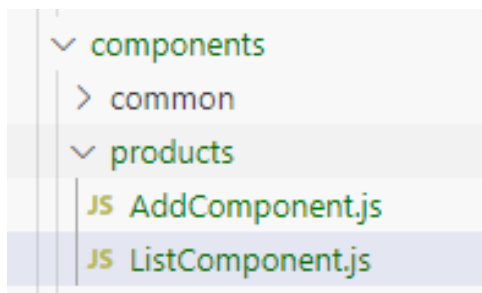 components
common
products
JS AddComponent.js
JS ListComponent.js